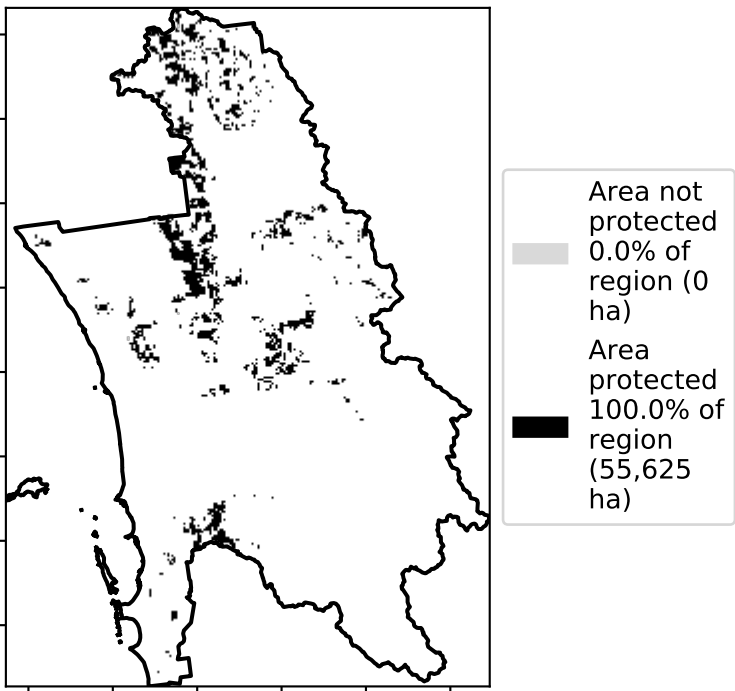 Area not
protected
0.0% of
region (0
ha)
Area
protected
100.0% of
region
(55,625
ha)